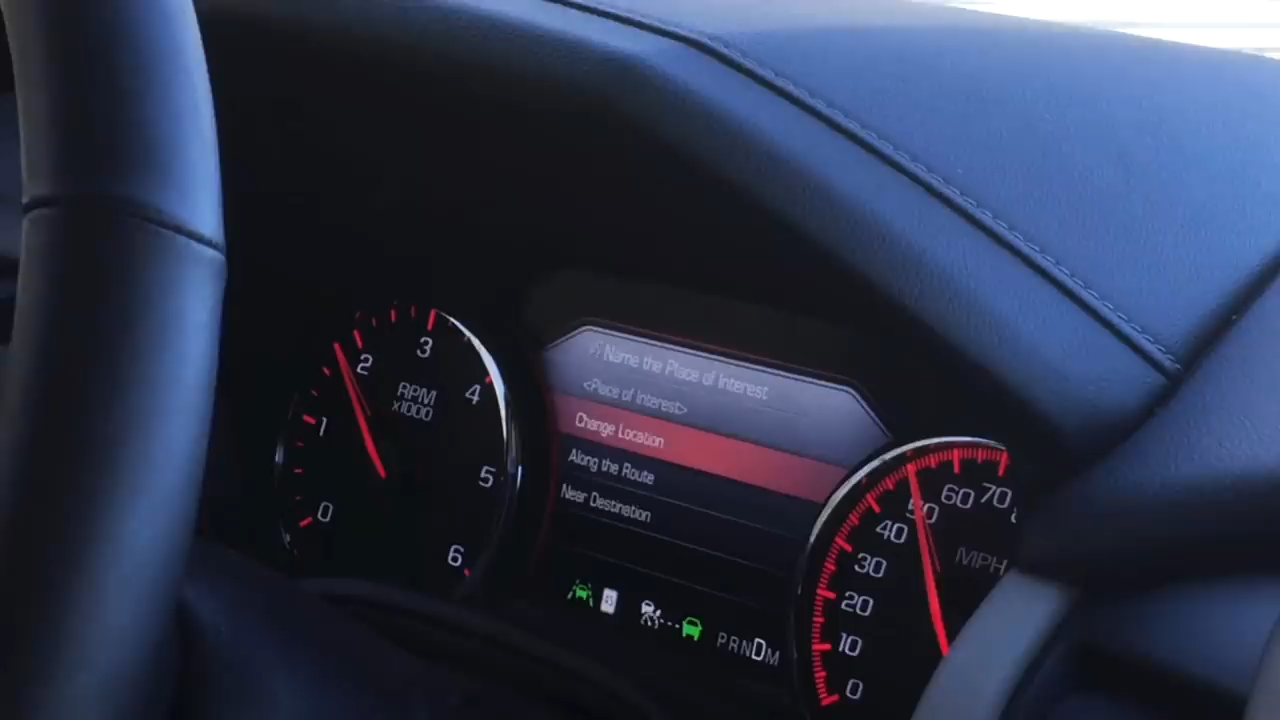 Name the Place of Interest
<Place of Interest>
Change Location
Along the Route
Near Destination
PRNDM
0
1
2
3
4
5
6
RPM
x1000
0
10
20
30
40
50
60
70
MPH